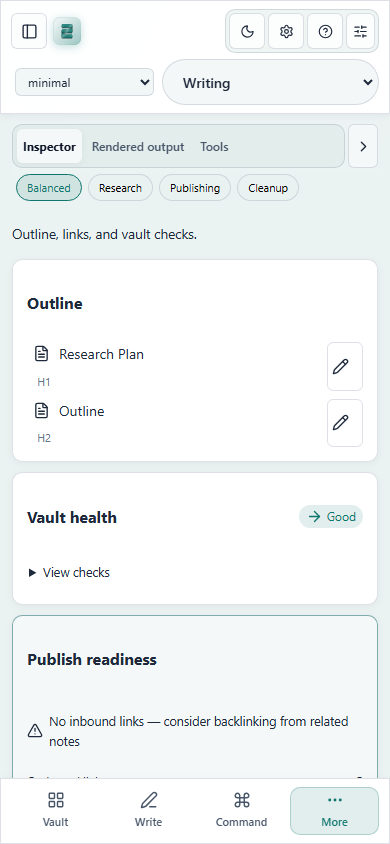 minimal
Writing
Inspector
Rendered output
Tools
Balanced
Research
Publishing
Cleanup
Outline, links, and vault checks.
Outline
Research Plan
H1
Outline
H2
Vault health
Good
View checks
Publish readiness
No inbound links — consider backlinking from related
notes
Vault
Write
Command
More